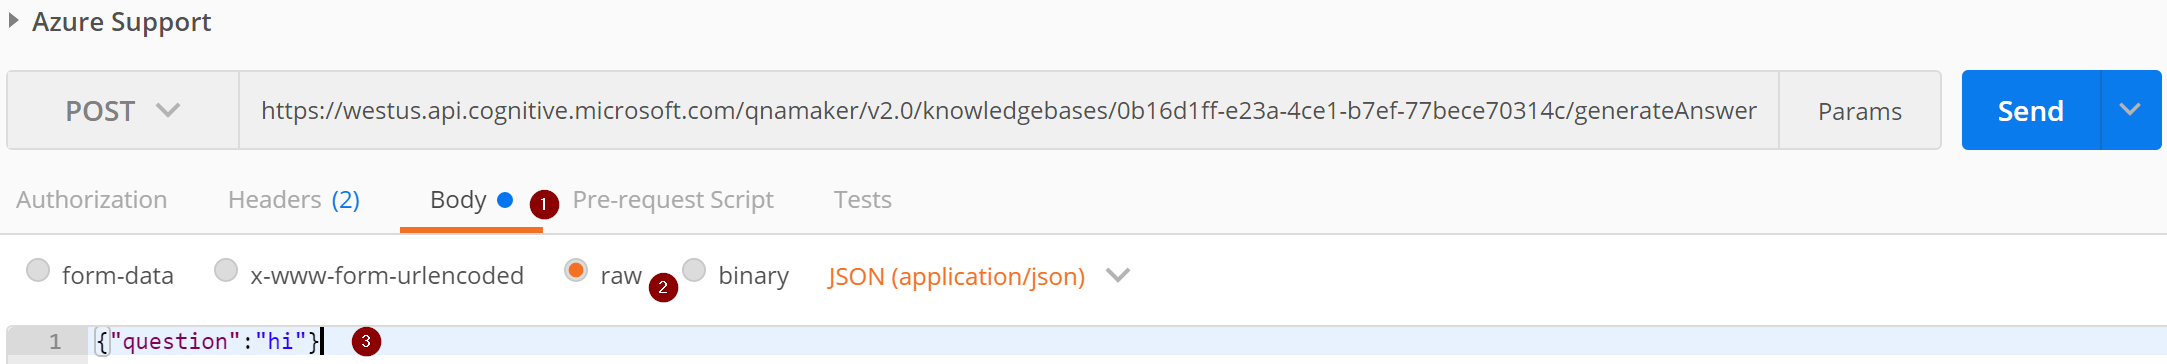 Azure Support
POST https://westus.api.cognitive.microsoft.com/qnamaker/v2.0/knowledgebases/0b16d1ff-e23a-4ce1-b7ef-77bece70314c/generateAnswer Params Send
Authorization Headers (2) Body 1 Pre-request Script Tests
form-data x-www-form-urlencoded raw 2 binary JSON (application/json)
1 {"question":"hi"} 3